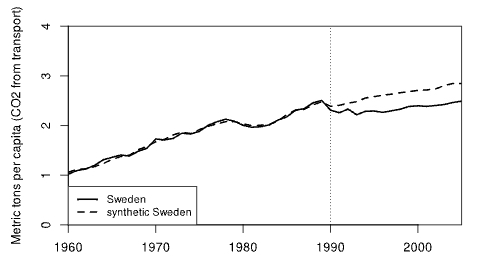 Metric tons per capita (CO2 from transport)
4
3
2
1
0
Sweden
synthetic Sweden
1960 1970 1980 1990 2000